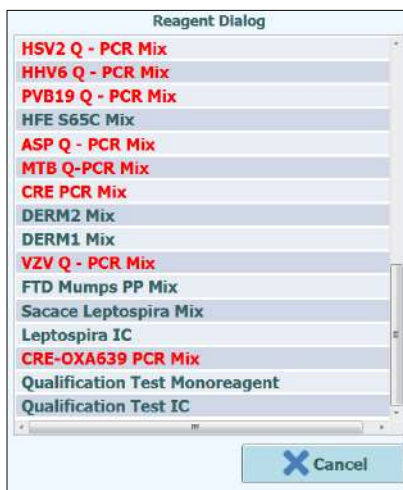 Reagent Dialog
HSV2 Q - PCR Mix
HHV6 Q - PCR Mix
PVB19 Q - PCR Mix
HFE S65C Mix
ASP Q - PCR Mix
MTB Q-PCR Mix
CRE PCR Mix
DERM2 Mix
DERM1 Mix
VZV Q - PCR Mix
FTD Mumps PP Mix
Sacace Leptospira Mix
Leptospira IC
CRE-OXA639 PCR Mix
Qualification Test Monoreagent
Qualification Test IC
Cancel